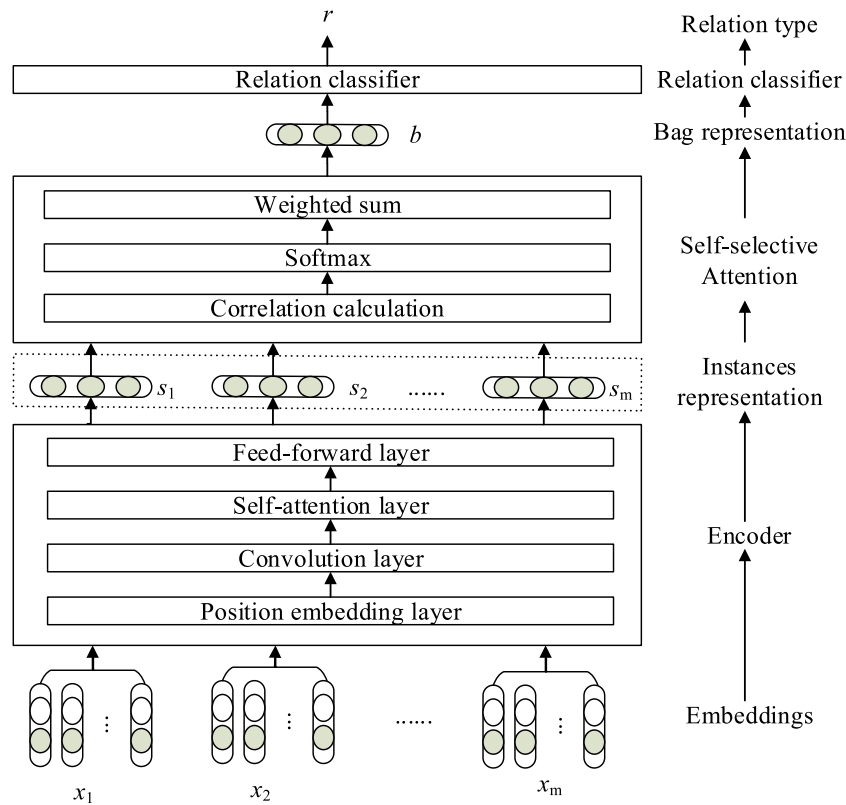 r
Relation type
Relation classifier
Relation classifier
b
Bag representation
Weighted sum
Softmax
Correlation calculation
Self-selective
Attention
s1
s2
......
sm
Instances
representation
Feed-forward layer
Self-attention layer
Convolution layer
Position embedding layer
Encoder
...
...
......
...
Embeddings
x1
x2
xm